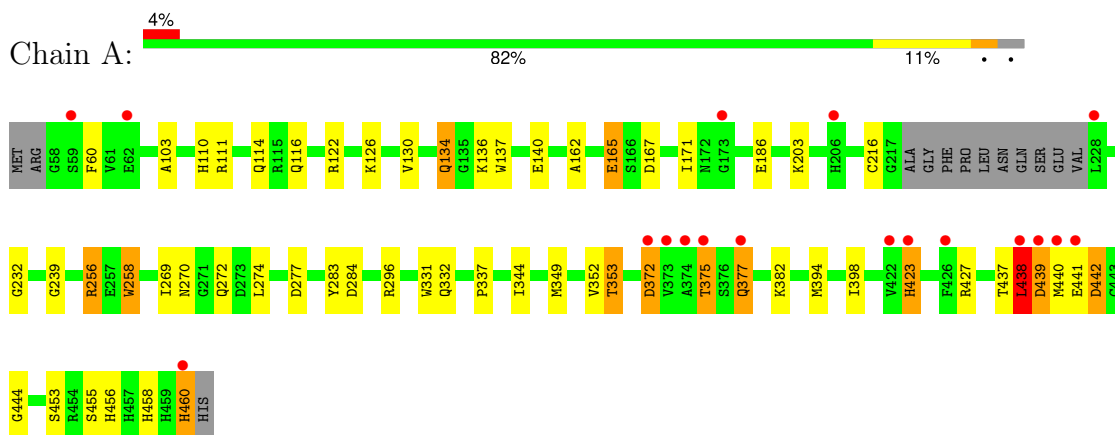 4%
Chain A:
82% 11% • •
MET ARG G58 S59 F60 V61 E62 A103 H110 R111 Q114 R115 Q116 R122 K126 V130 Q134 G135 K136 W137 E140 A162 E165 S166 D167 I171 N172 G173 E186 K203 H206 C216 G217 ALA GLY PHE PRO LEU ASN GLN SER GLU VAL L228
G232 G239 R256 E257 W258 I269 N270 G271 Q272 D273 L274 D277 Y283 D284 R296 W331 Q332 P337 I344 M349 V352 T353 D372 V373 A374 T375 S376 Q377 K382 M394 I398 V422 H423 F426 R427 T437 L438 D439 M440 E441 D442 G443
G444 S453 R454 S455 H456 H457 H458 H459 H460 HIS